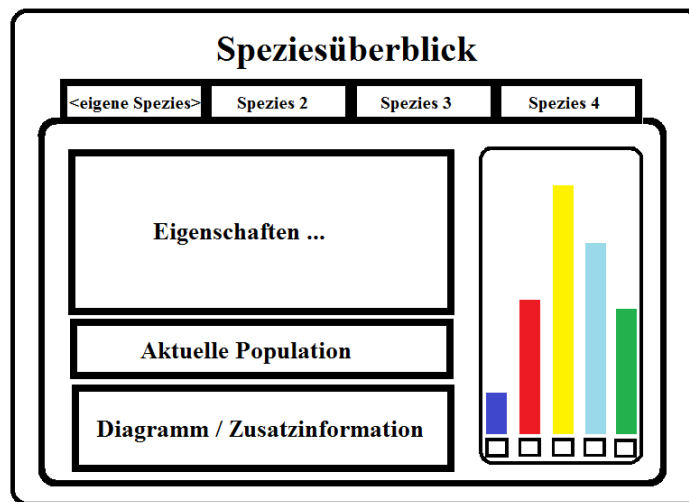 Speziesüberblick
<eigene Spezies> Spezies 2 Spezies 3 Spezies 4
Eigenschaften ...
Aktuelle Population
Diagramm / Zusatzinformation